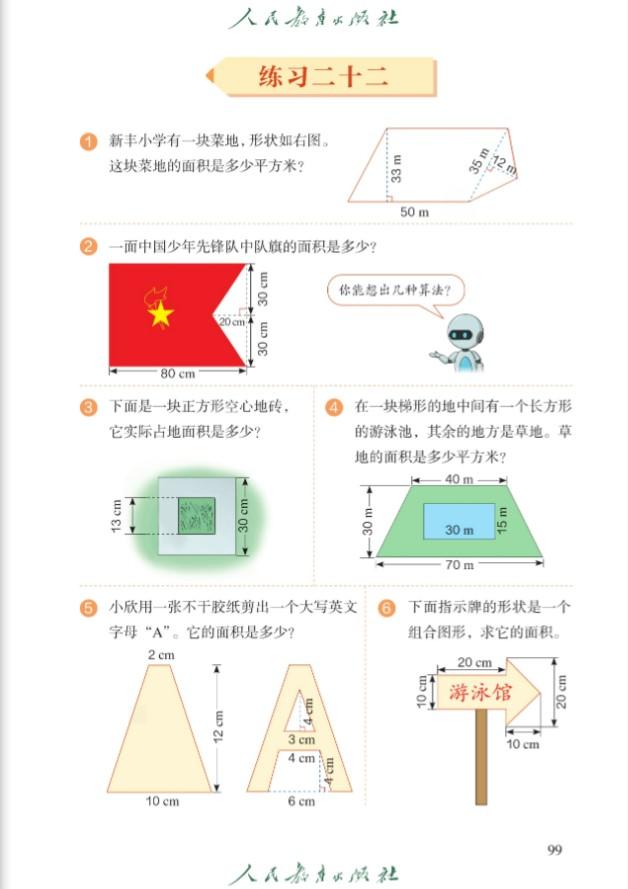 人民教育出版社
练习二十二
1 新丰小学有一块菜地，形状如右图。
这块菜地的面积是多少平方米？
33 m
35 m
12 m
50 m
2 一面中国少年先锋队中队旗的面积是多少？
你能想出几种算法？
30 cm
20 cm
30 cm
80 cm
3 下面是一块正方形空心地砖，
它实际占地面积是多少？
13 cm
30 cm
4 在一块梯形的地中间有一个长方形
的游泳池，其余的地方是草地。草
地的面积是多少平方米？
40 m
30 m
30 m
15 m
70 m
5 小欣用一张不干胶纸剪出一个大写英文
字母“A”。它的面积是多少？
2 cm
12 cm
10 cm
4 cm
3 cm
4 cm
4 cm
6 cm
6 下面指示牌的形状是一个
组合图形，求它的面积。
20 cm
10 cm
游泳馆
20 cm
10 cm
99
人民教育出版社